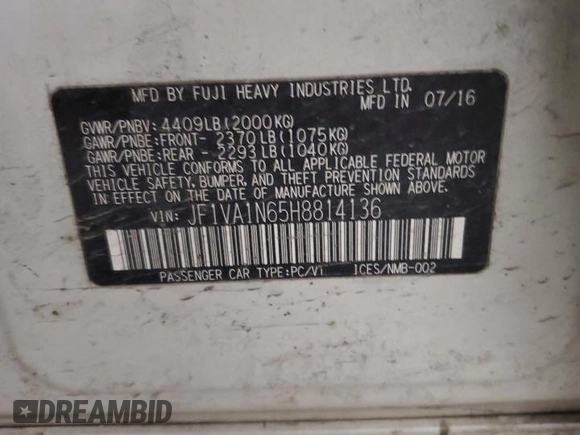 MFD BY FUJI HEAVY INDUSTRIES LTD.
MFD IN 07/16
GVWR/PNBV: 4409LB(2000KG)
GAWR/PNBE:FRONT- 2370LB(1075KG)
GAWR/PNBE:REAR - 2293LB(1040KG)
THIS VEHICLE CONFORMS TO ALL APPLICABLE FEDERAL MOTOR
VEHICLE SAFETY, BUMPER, AND THEFT PREVENTION STANDARDS
IN EFFECT ON THE DATE OF MANUFACTURE SHOWN ABOVE.
VIN: JF1VA1N65H8814136
PASSENGER CAR TYPE:PC/V1 ICES/NMB-002
DREAMBID